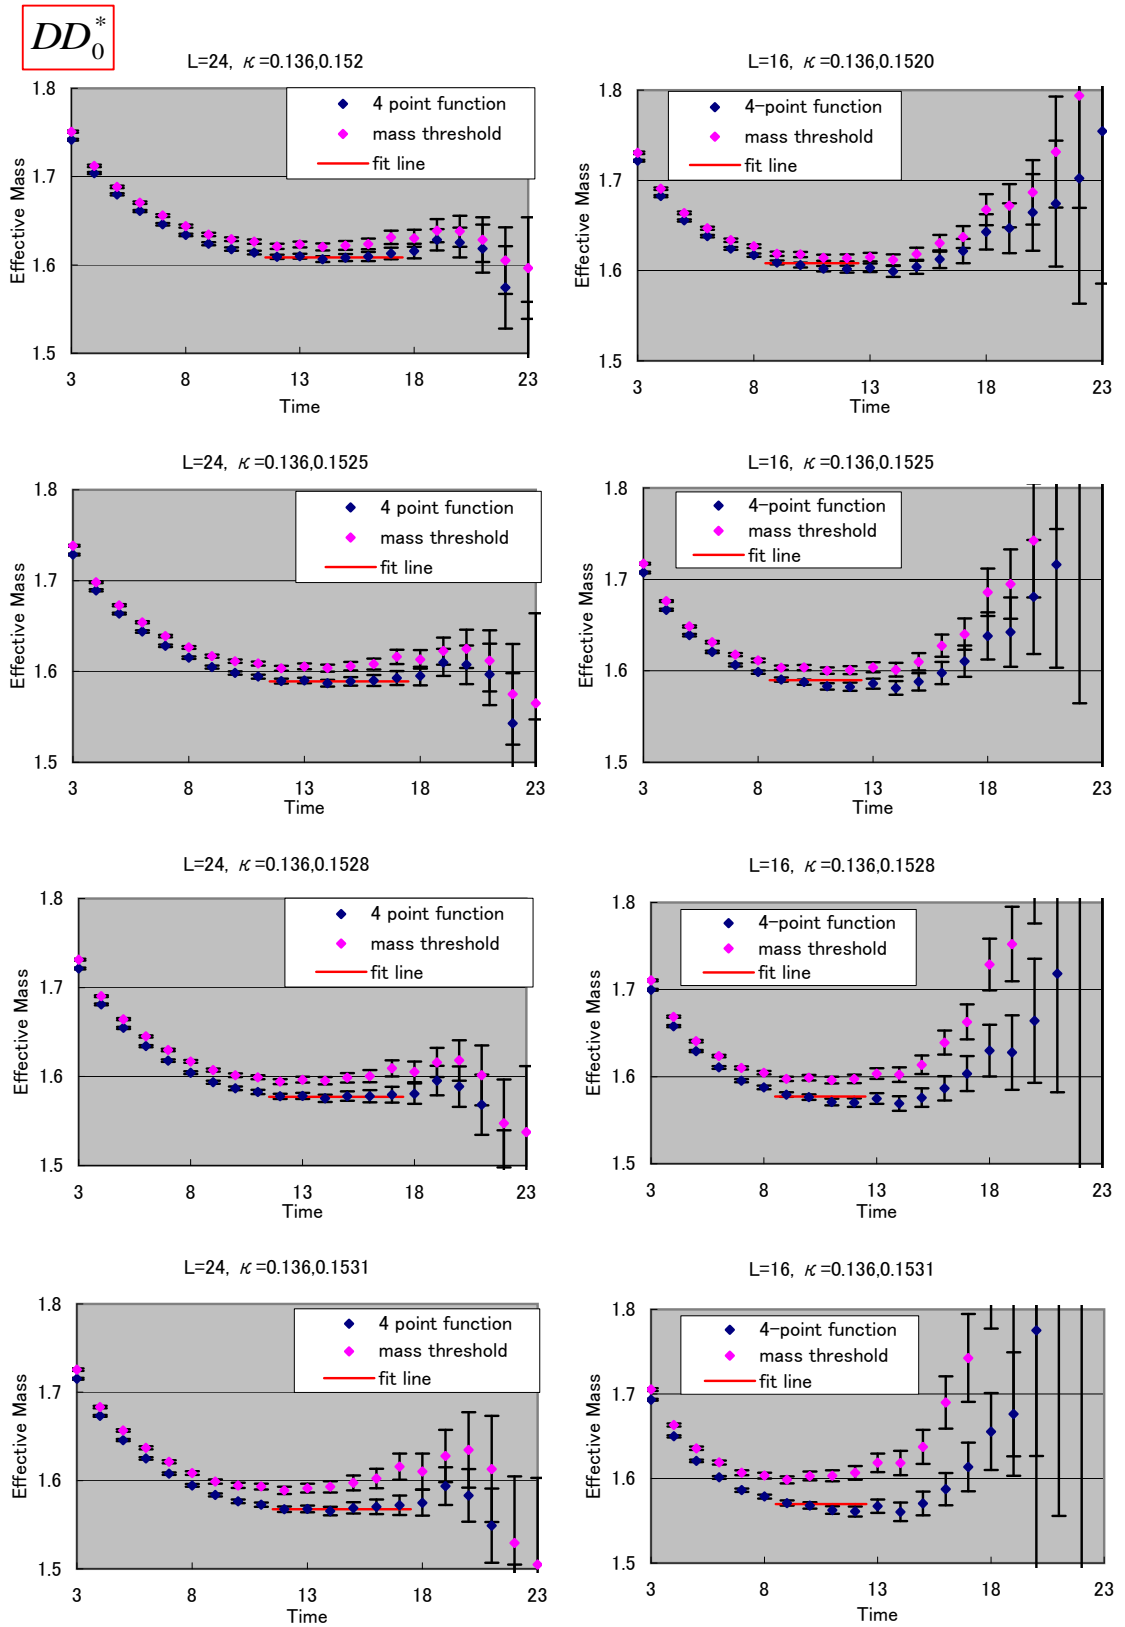 DD₀*
L=24, κ=0.136,0.152
4 point function
mass threshold
fit line
Effective Mass
1.8
1.7
1.6
1.5
3 8 13 18 23
Time
L=16, κ=0.136,0.1520
4-point function
mass threshold
fit line
Effective Mass
1.8
1.7
1.6
1.5
3 8 13 18 23
Time
L=24, κ=0.136,0.1525
4 point function
mass threshold
fit line
Effective Mass
1.8
1.7
1.6
1.5
3 8 13 18 23
Time
L=16, κ=0.136,0.1525
4-point function
mass threshold
fit line
Effective Mass
1.8
1.7
1.6
1.5
3 8 13 18 23
Time
L=24, κ=0.136,0.1528
4 point function
mass threshold
fit line
Effective Mass
1.8
1.7
1.6
1.5
3 8 13 18 23
Time
L=16, κ=0.136,0.1528
4-point function
mass threshold
fit line
Effective Mass
1.8
1.7
1.6
1.5
3 8 13 18 23
Time
L=24, κ=0.136,0.1531
4 point function
mass threshold
fit line
Effective Mass
1.8
1.7
1.6
1.5
3 8 13 18 23
Time
L=16, κ=0.136,0.1531
4-point function
mass threshold
fit line
Effective Mass
1.8
1.7
1.6
1.5
3 8 13 18 23
Time